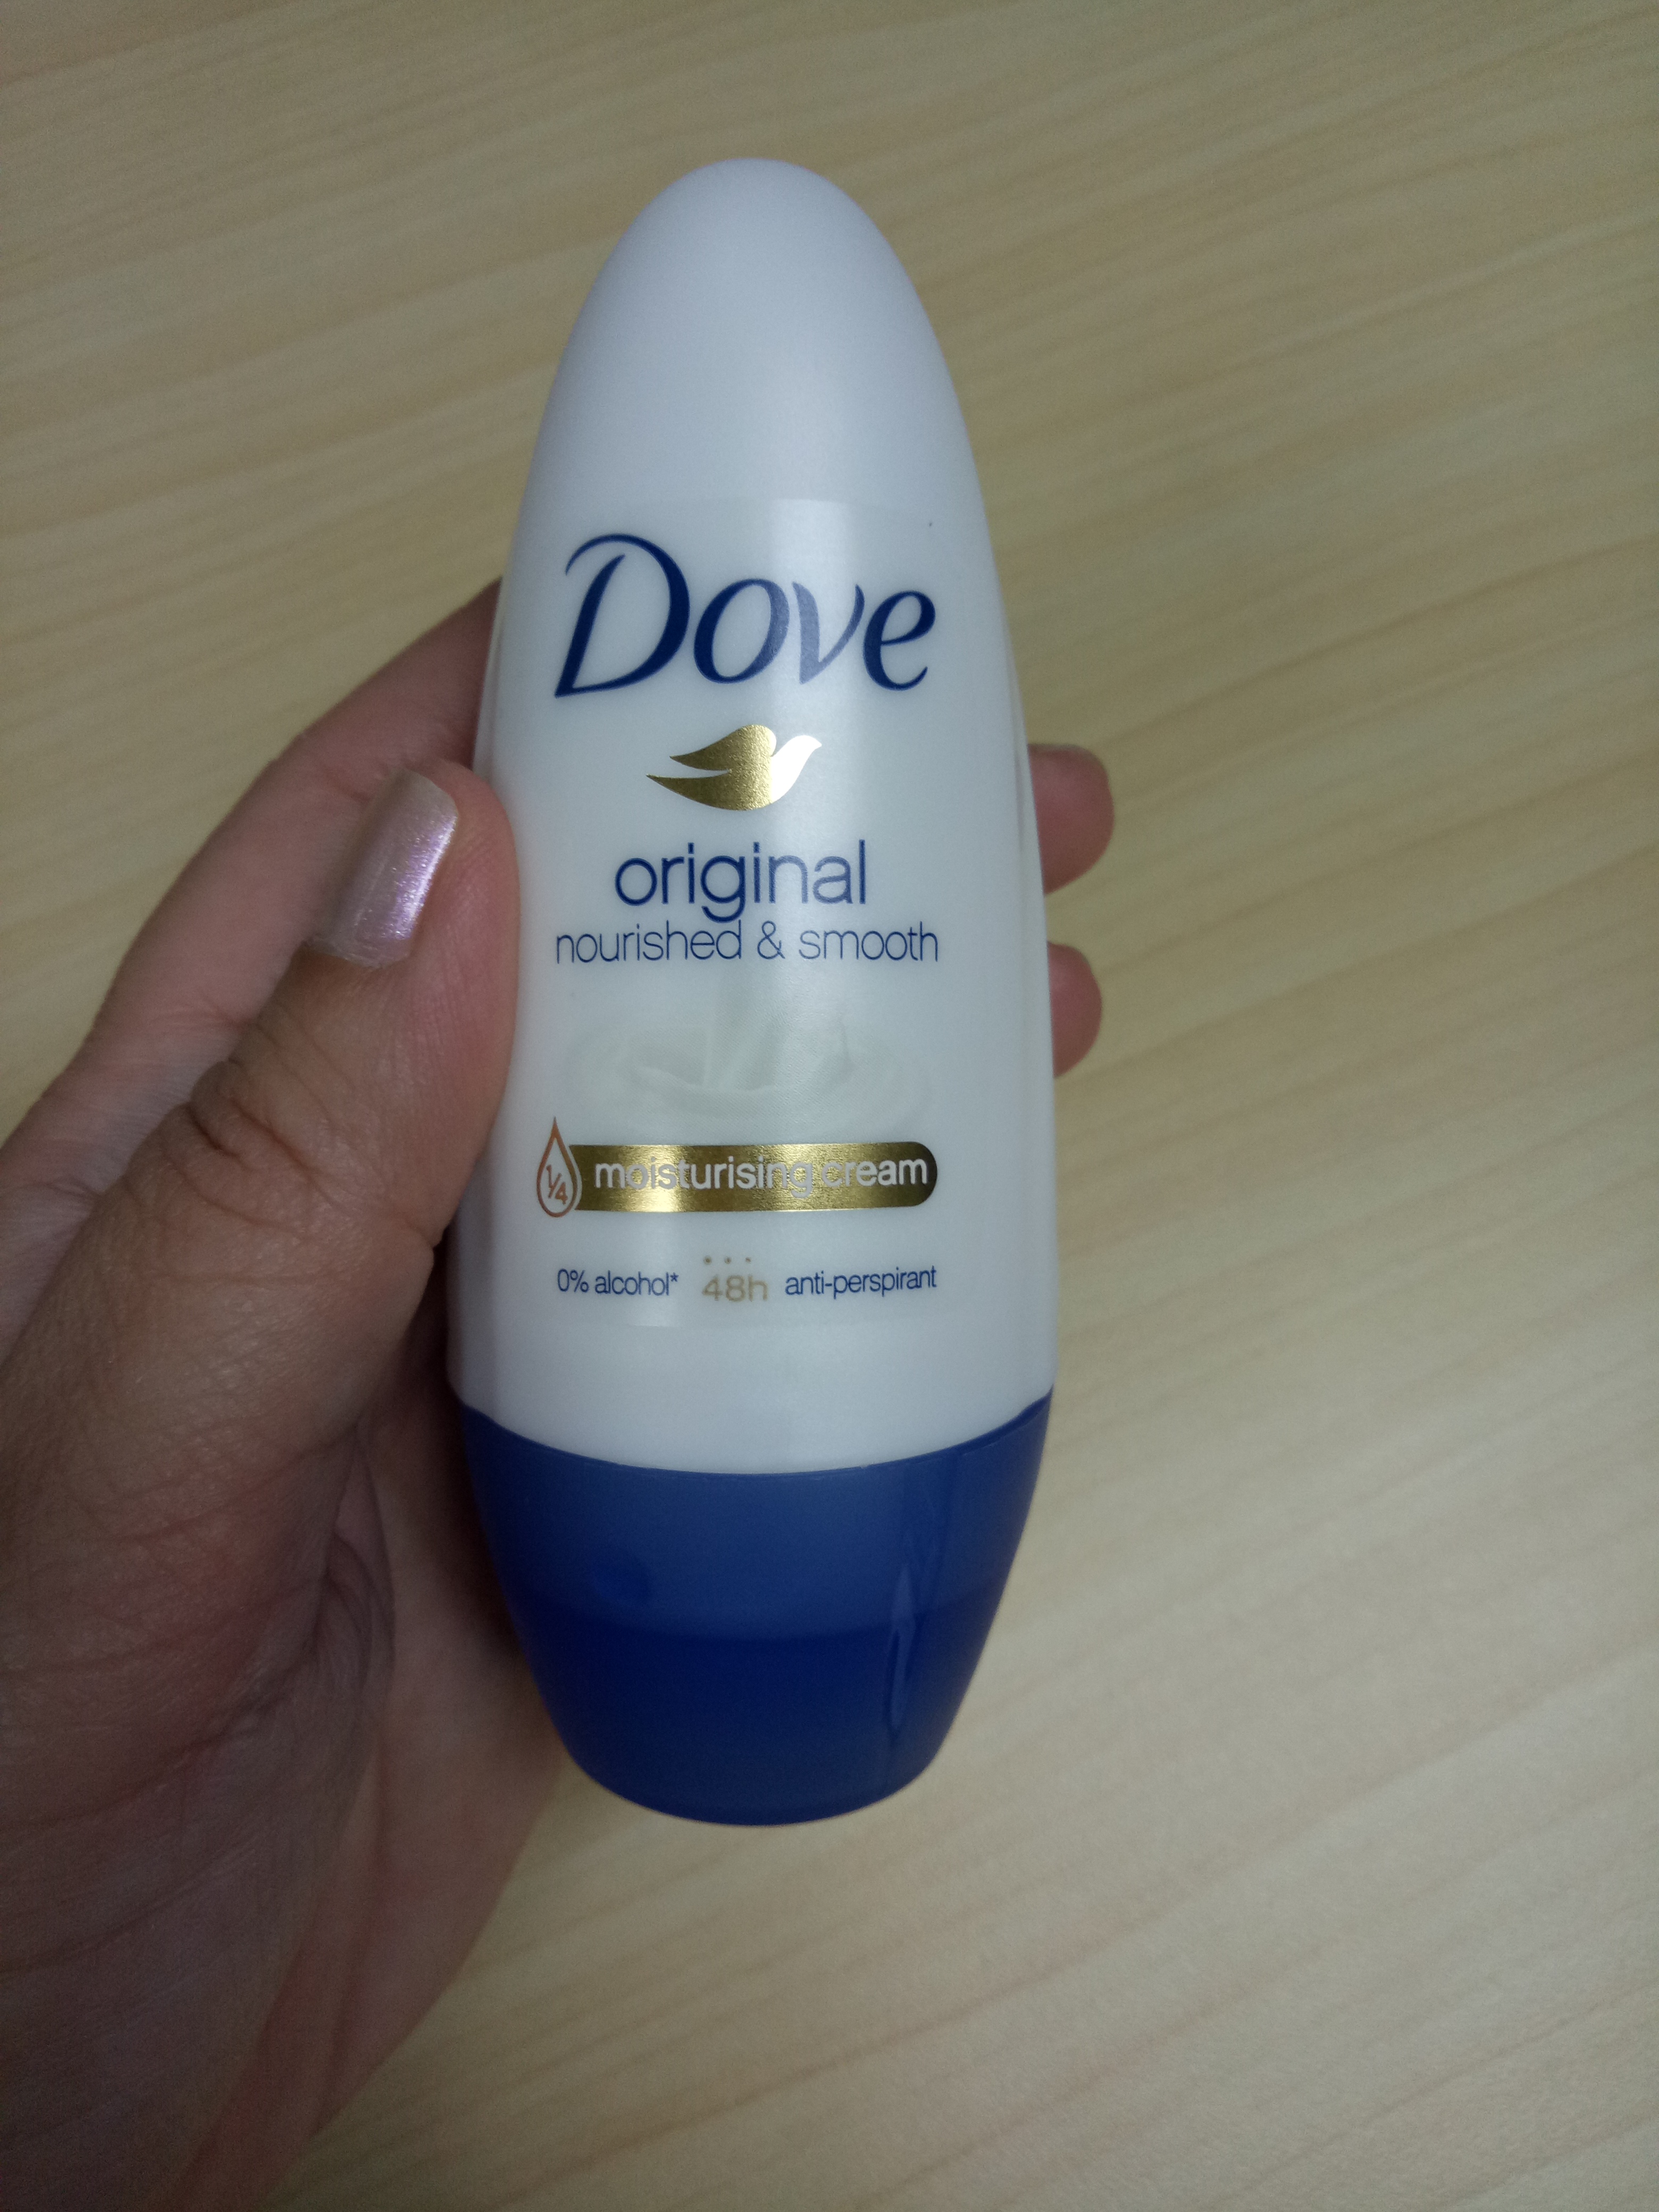 Dove
original
nourished & smooth
1/4 moisturising cream
0% alcohol* 48h anti-perspirant